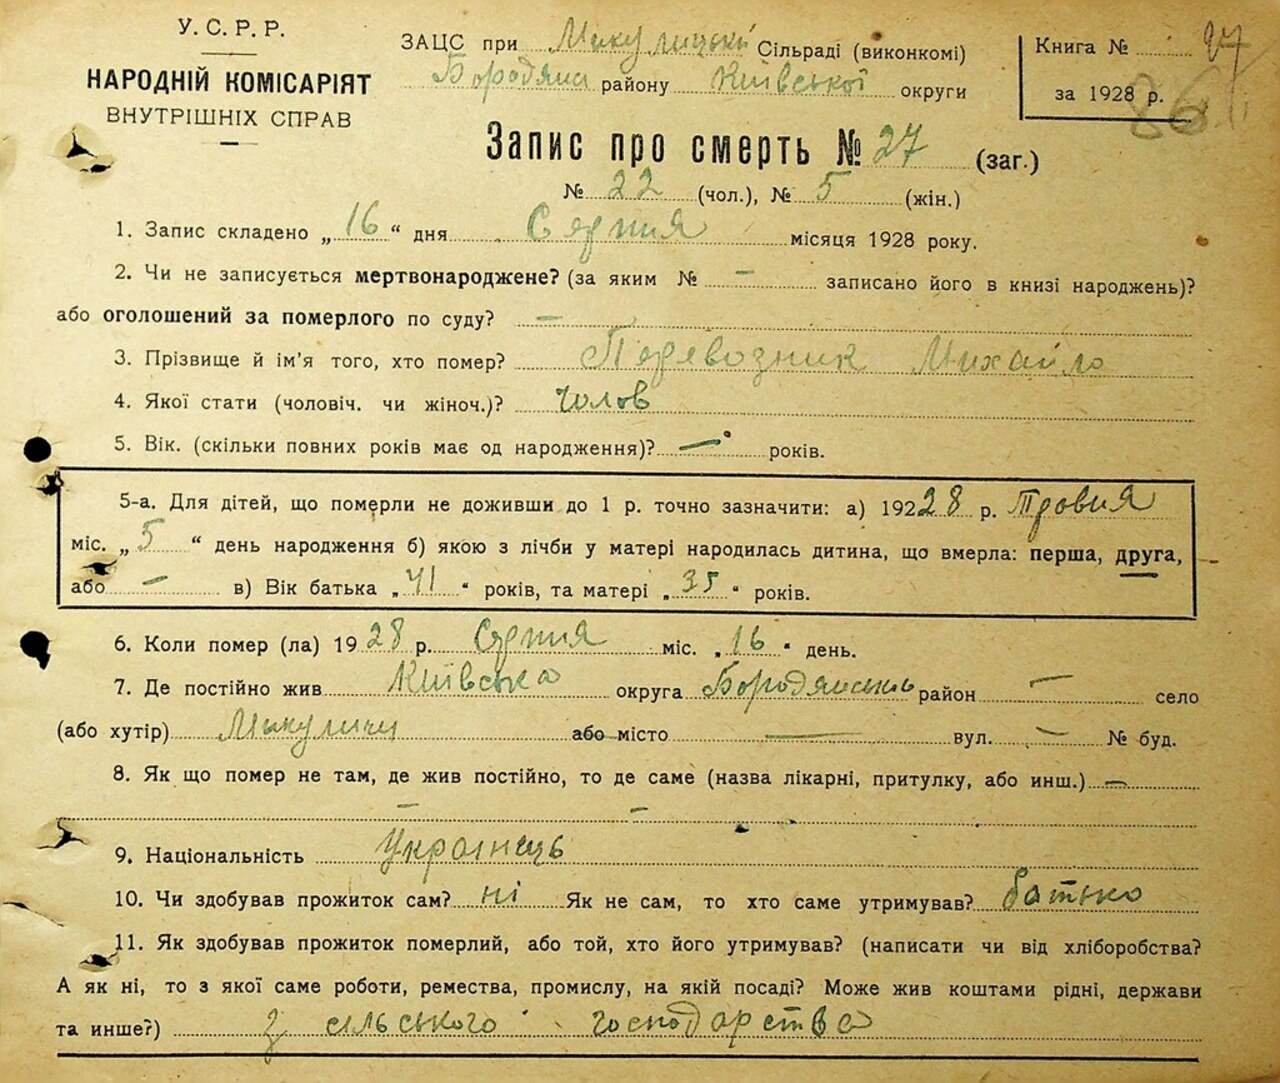 У.С.Р.Р.
НАРОДНІЙ КОМІСАРІЯТ
ВНУТРІШНІХ СПРАВ
ЗАЦС при Микулицькій Сільраді (виконкомі)
Бородянс району Київської округи
Книга № 27
за 1928 р. 86
Запис про смерть № 27 (заг.)
№ 22 (чол.), № 5 (жін.)
1. Запис складено „16“ дня Серпня місяця 1928 року.
2. Чи не записується мертвонароджене? (за яким № — записано його в книзі народжень)?
або оголошений за померлого по суду? —
3. Прізвище й ім'я того, хто помер? Перевозник Михайло
4. Якої стати (чоловіч. чи жіноч.)? чолов
5. Вік. (скільки повних років має од народження)? — років.
5-а. Для дітей, що померли не доживши до 1 р. точно зазначити: а) 19228 р. Травня
міс. „5“ день народження б) якою з лічби у матері народилась дитина, що вмерла: перша, друга,
або — в) Вік батька „41“ років, та матері „35“ років.
6. Коли помер (ла) 1928 р. Серпня міс. „16“ день.
7. Де постійно жив Київська округа Бородянськ район — село
(або хутір) Микуличи або місто — вул. — № буд.
8. Як що помер не там, де жив постійно, то де саме (назва лікарні, притулку, або инш.) —
— —
9. Національність Українець
10. Чи здобував прожиток сам? ні Як не сам, то хто саме утримував? батько
11. Як здобував прожиток померлий, або той, хто його утримував? (написати чи від хліборобства?
А як ні, то з якої саме роботи, ремества, промислу, на якій посаді? Може жив коштами рідні, держави
та инше?) з сільського господарства